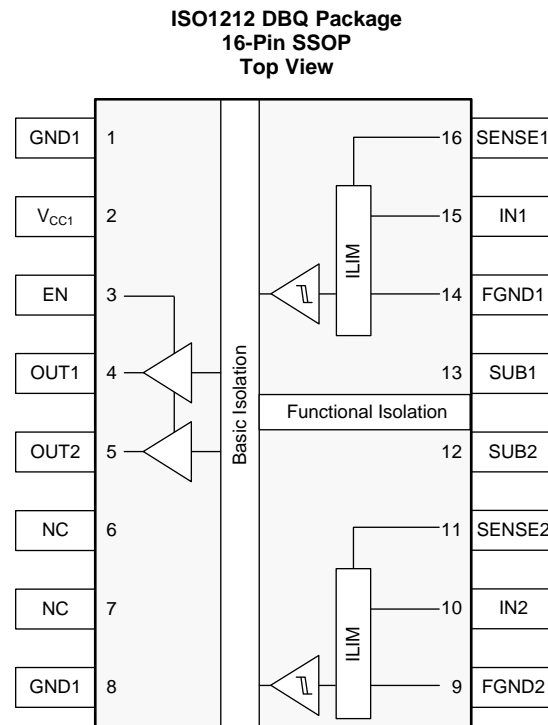 ISO1212 DBQ Package
16-Pin SSOP
Top View
GND1 1
VCC1 2
EN 3
OUT1 4
OUT2 5
NC 6
NC 7
GND1 8
Basic Isolation
Functional Isolation
ILIM
16 SENSE1
15 IN1
14 FGND1
13 SUB1
12 SUB2
11 SENSE2
ILIM
10 IN2
9 FGND2